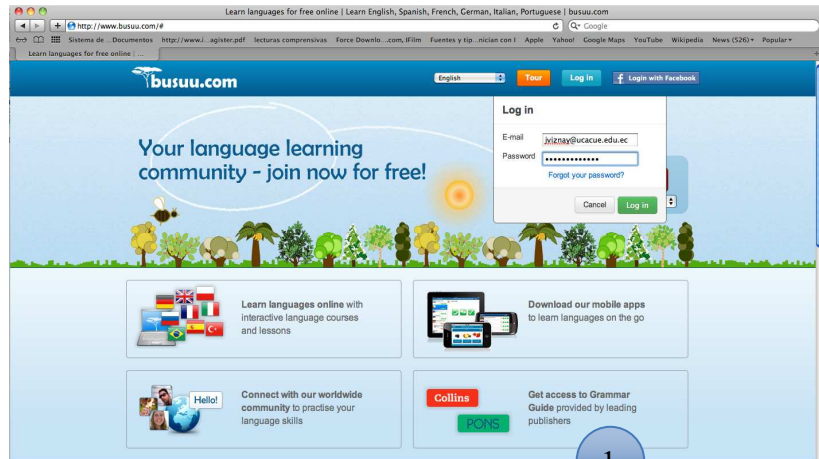 Learn languages for free online | Learn English, Spanish, French, German, Italian, Portuguese | busuu.com
http://www.busuu.com/#
Google
Sistema de ...Documentos http://www.i...agister.pdf lecturas comprensivas Force Downlo...com, IFilm Fuentes y tip...nician con l Apple Yahoo! Google Maps YouTube Wikipedia News (526) Popular
Learn languages for free online | ...
busuu.com
English Tour Log in f Login with Facebook
Log in
E-mail jviznay@ucacue.edu.ec
Password •••••••••••••
Forgot your password?
Cancel Log in
Your language learning
community - join now for free!
Learn languages online with
interactive language courses
and lessons
Download our mobile apps
to learn languages on the go
Hello!
Connect with our worldwide
community to practise your
language skills
Collins
PONS
Get access to Grammar
Guide provided by leading
publishers
1